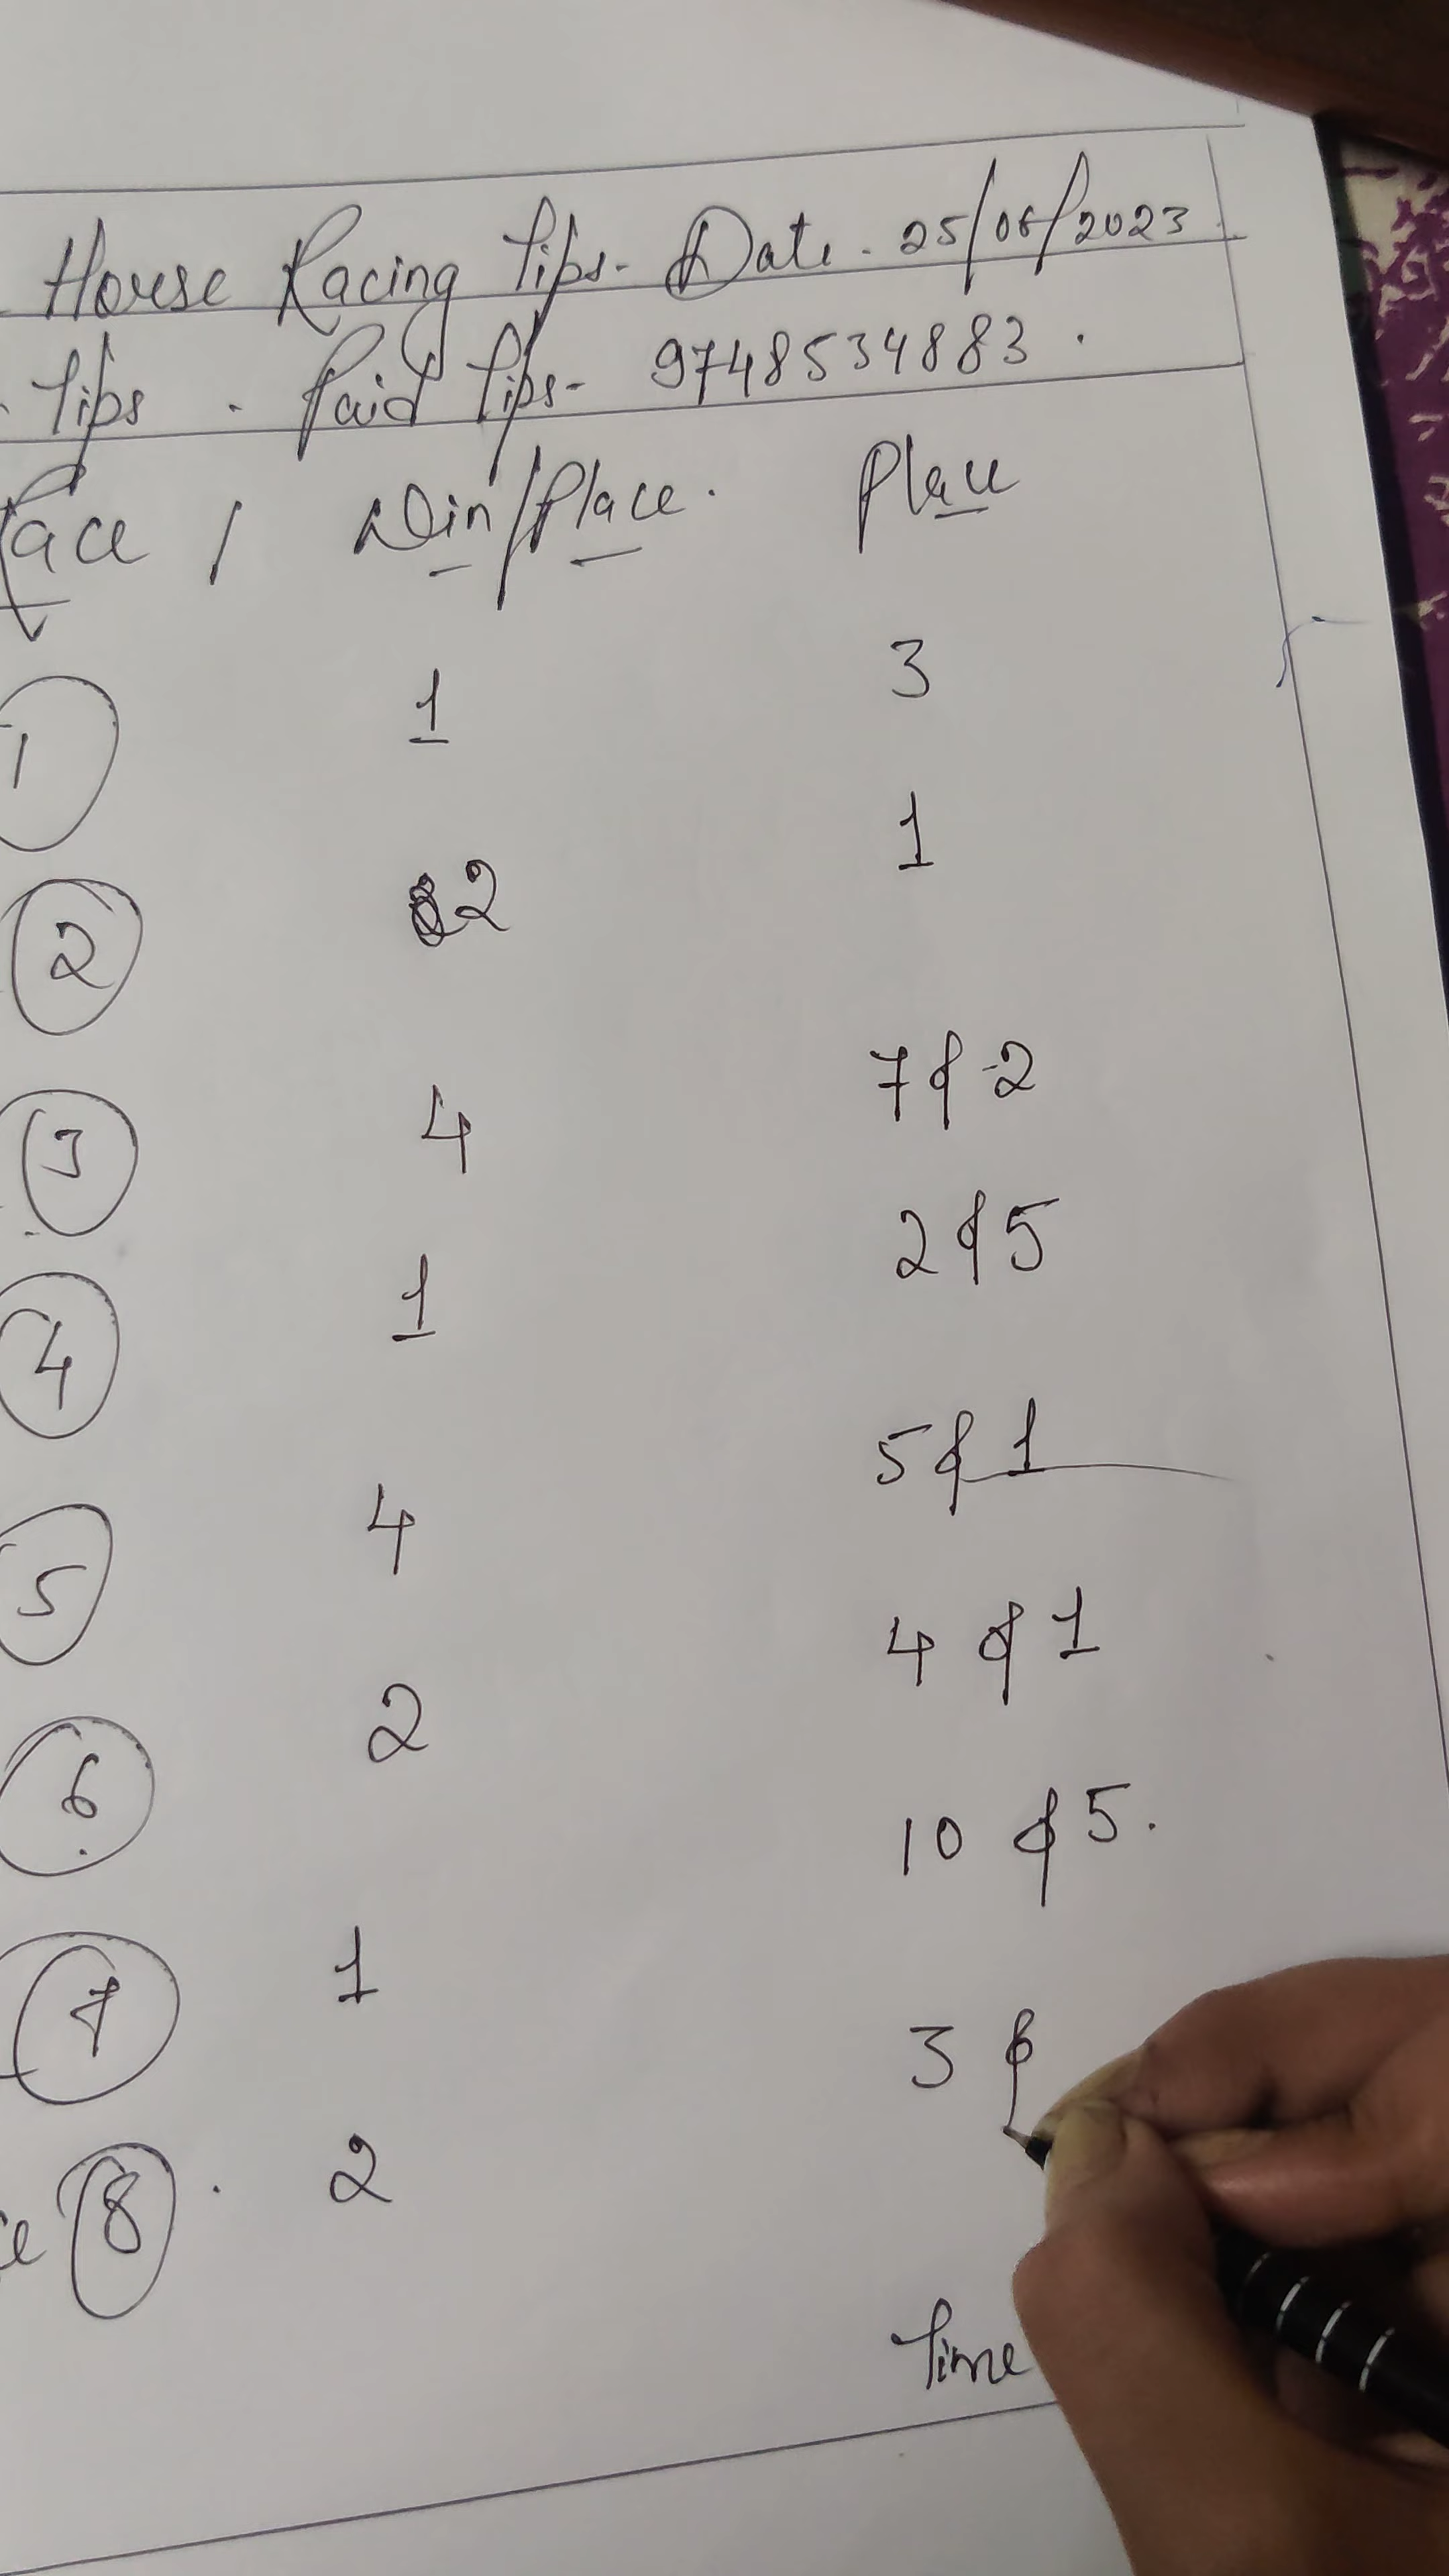 Horse Racing Tips- Date. 25/06/2023
. Tips . Paid Tips- 9748534883.
Race / Win/Place. Place
1 1 3
2 2 1
3 4 7 & 2
4 1 2 & 5
5 4 5 & 1
6 2 4 & 1
7 1 10 & 5.
8 . 2 3 &
Time